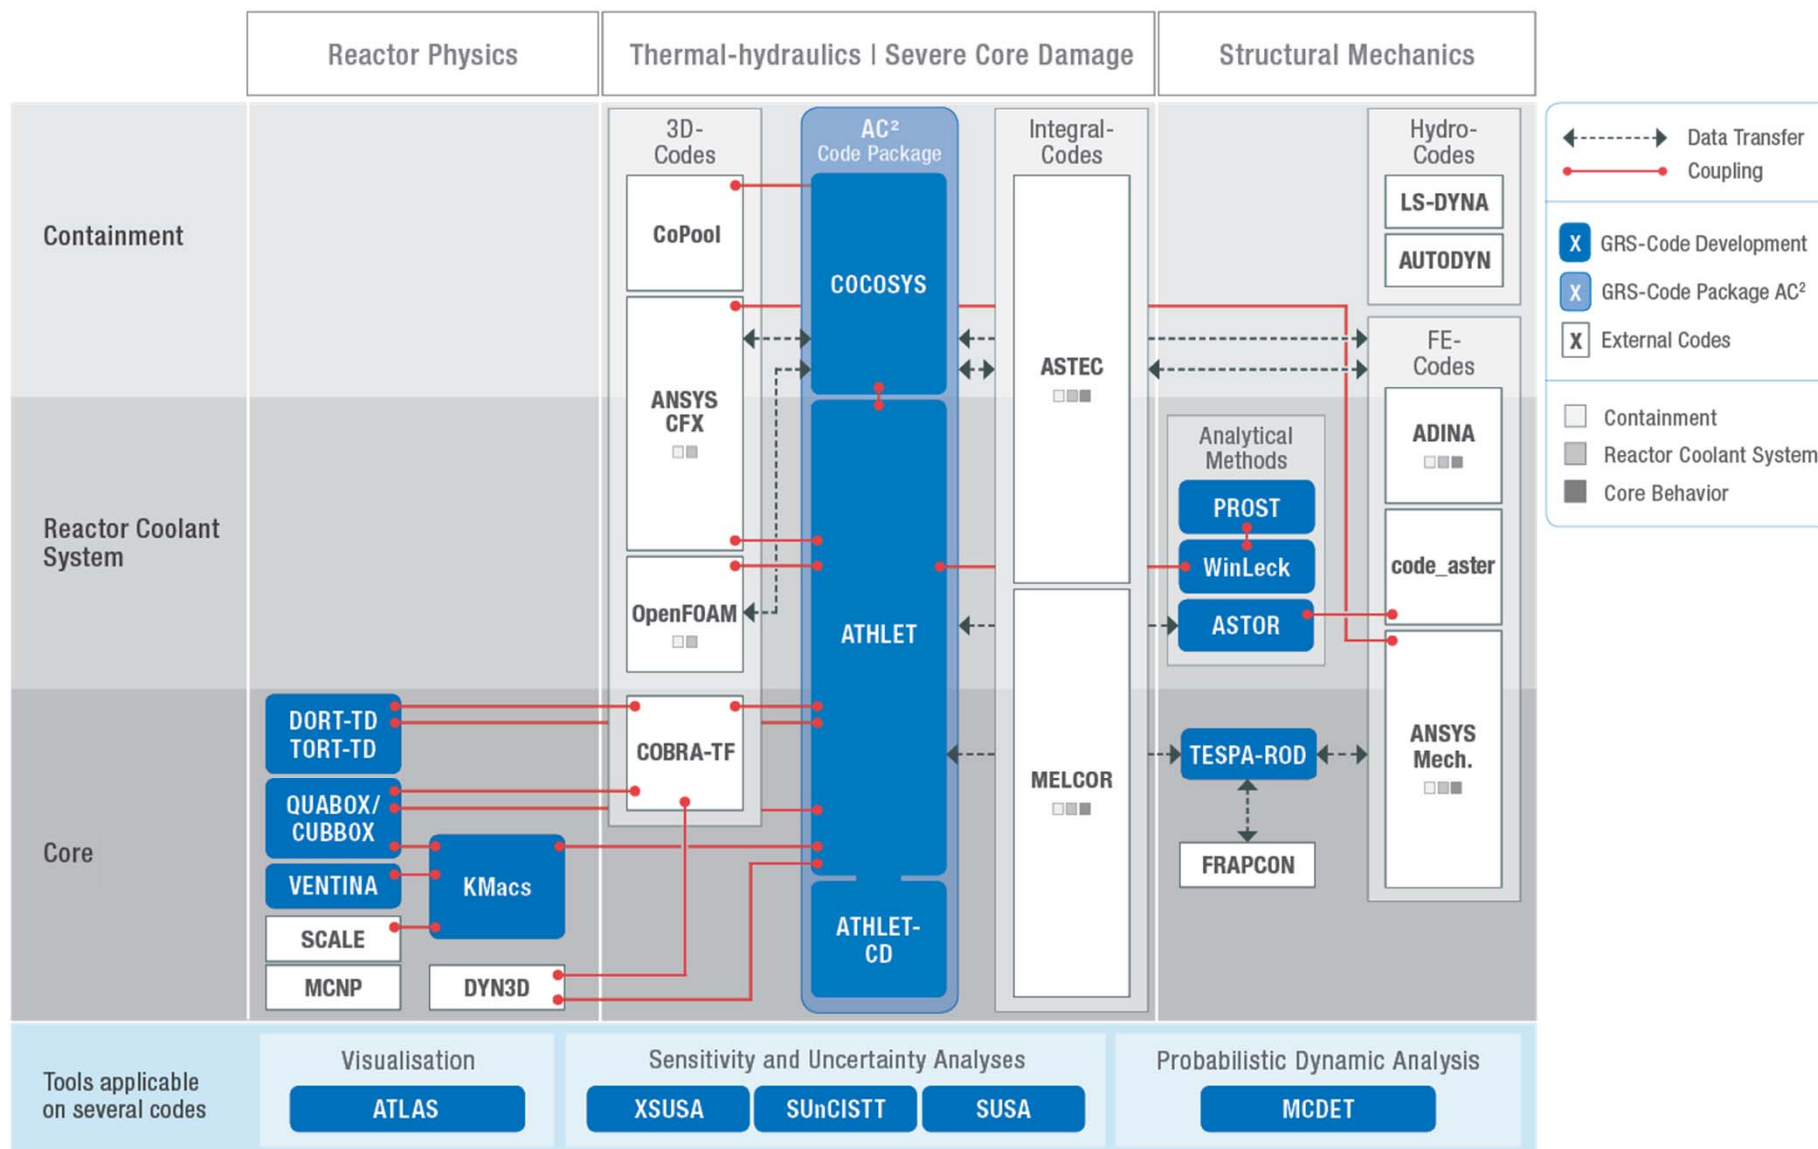 Reactor Physics
Thermal-hydraulics | Severe Core Damage
Structural Mechanics
Containment
Reactor Coolant
System
Core
3D-
Codes
CoPool
ANSYS
CFX
OpenFOAM
COBRA-TF
AC²
Code Package
COCOSYS
ATHLET
ATHLET-
CD
Integral-
Codes
ASTEC
MELCOR
Hydro-
Codes
LS-DYNA
AUTODYN
FE-
Codes
ADINA
code_aster
ANSYS
Mech.
Analytical
Methods
PROST
WinLeck
ASTOR
TESPA-ROD
FRAPCON
DORT-TD
TORT-TD
QUABOX/
CUBBOX
VENTINA
KMacs
SCALE
MCNP
DYN3D
Data Transfer
Coupling
X GRS-Code Development
X GRS-Code Package AC²
X External Codes
Containment
Reactor Coolant System
Core Behavior
Tools applicable
on several codes
Visualisation
ATLAS
Sensitivity and Uncertainty Analyses
XSUSA
SUnCISTT
SUSA
Probabilistic Dynamic Analysis
MCDET